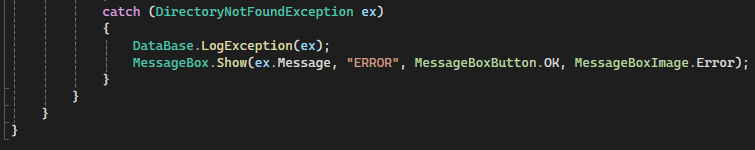 catch (DirectoryNotFoundException ex)
{
DataBase.LogException(ex);
MessageBox.Show(ex.Message, "ERROR", MessageBoxButton.OK, MessageBoxImage.Error);
}
}
}
}